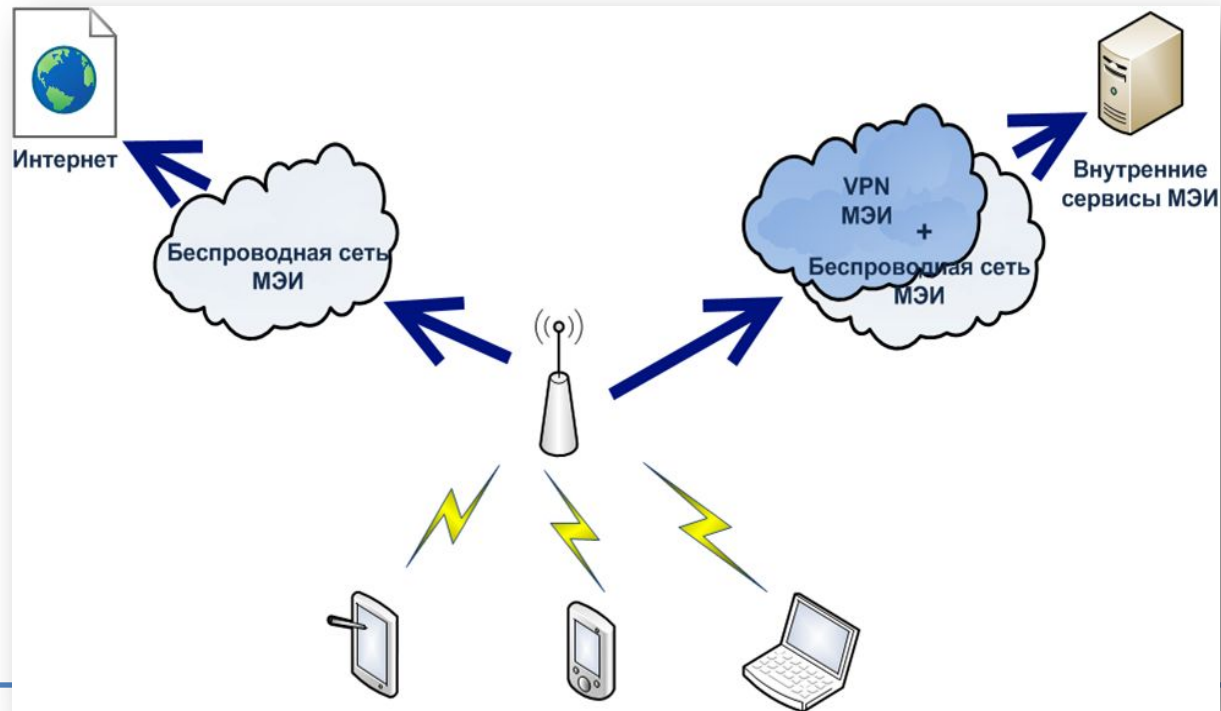 Интернет
Беспроводная сеть
МЭИ
VPN
МЭИ
+
Беспроводная сеть
МЭИ
Внутренние
сервисы МЭИ